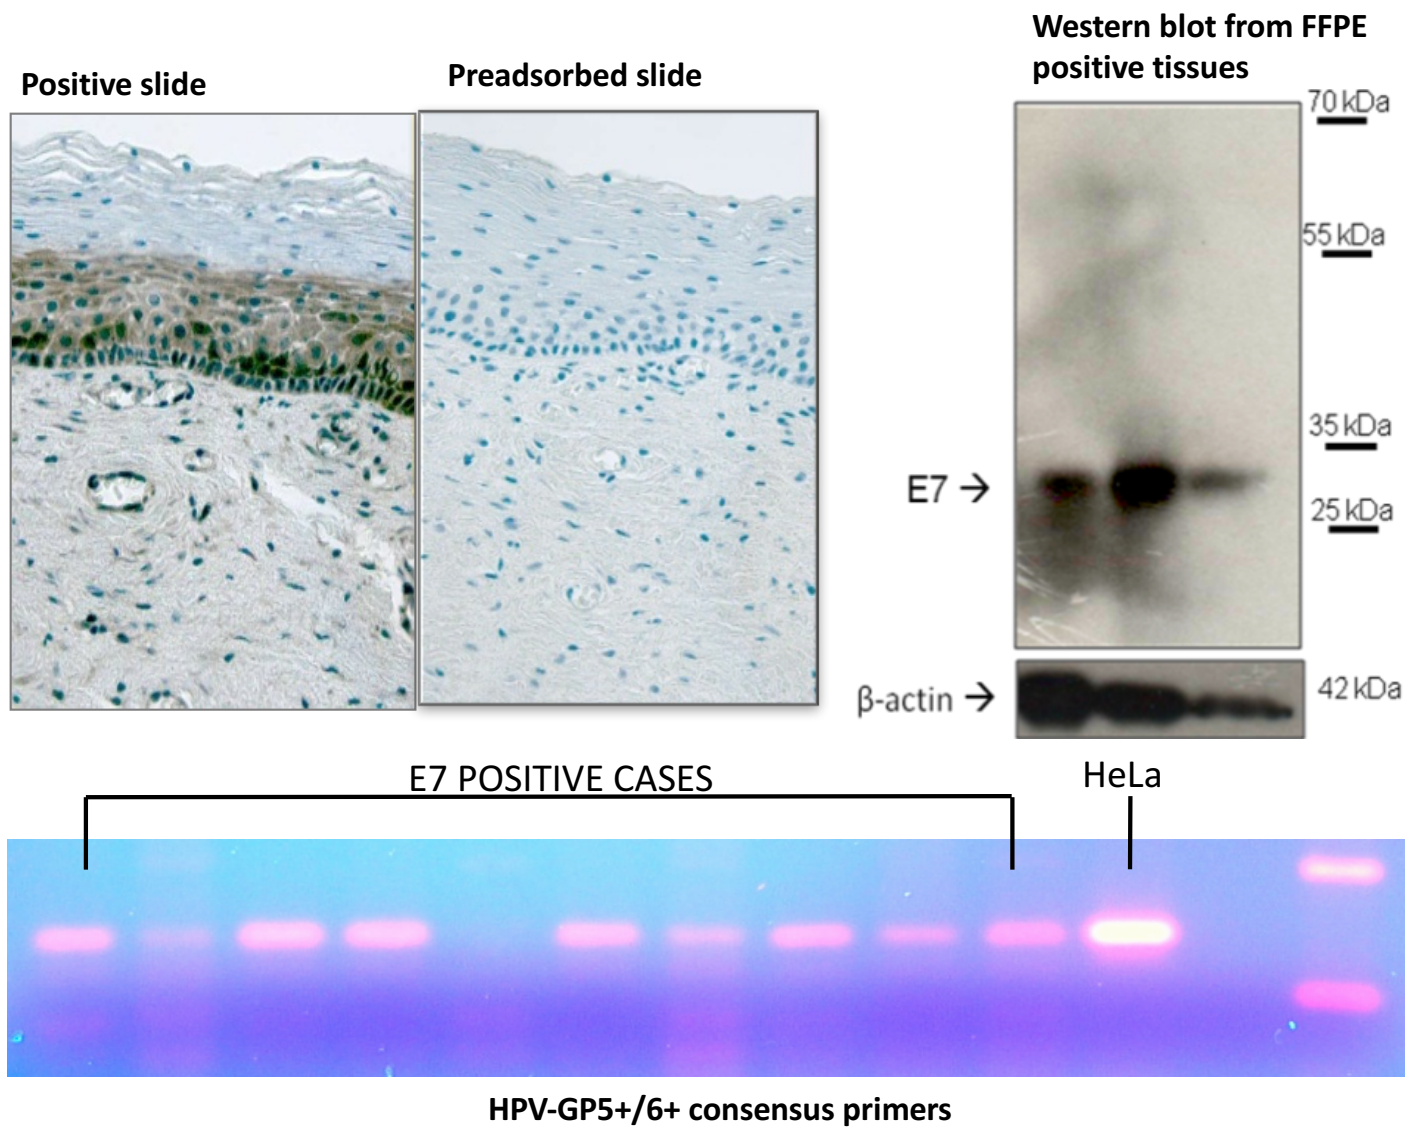 Positive slide
Preadsorbed slide
Western blot from FFPE
positive tissues
70 kDa
55 kDa
35 kDa
E7 →
25 kDa
β-actin →
42 kDa
E7 POSITIVE CASES
HeLa
HPV-GP5+/6+ consensus primers